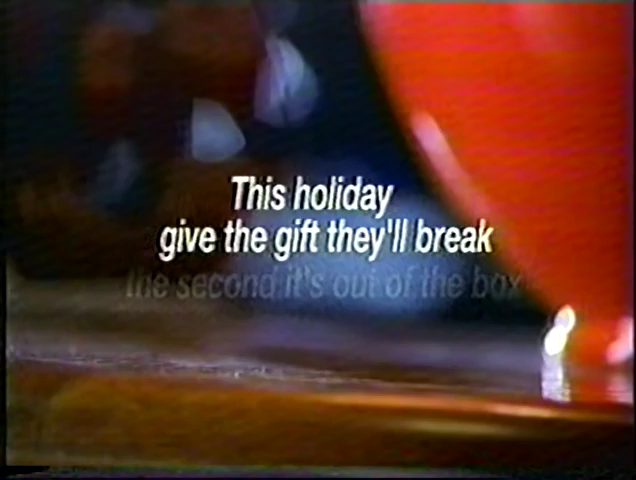 This holiday
give the gift they'll break
the second it's out of the box